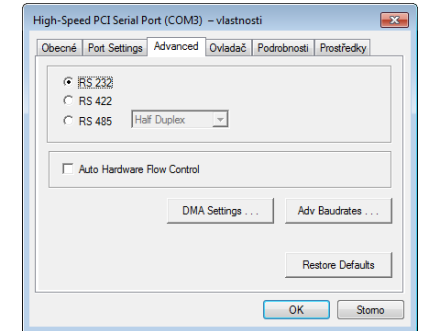 High-Speed PCI Serial Port (COM3) – vlastnosti
Obecné Port Settings Advanced Ovladač Podrobnosti Prostředky
RS 232
RS 422
RS 485 Half Duplex
Auto Hardware Flow Control
DMA Settings . . . Adv Baudrates . . .
Restore Defaults
OK Storno